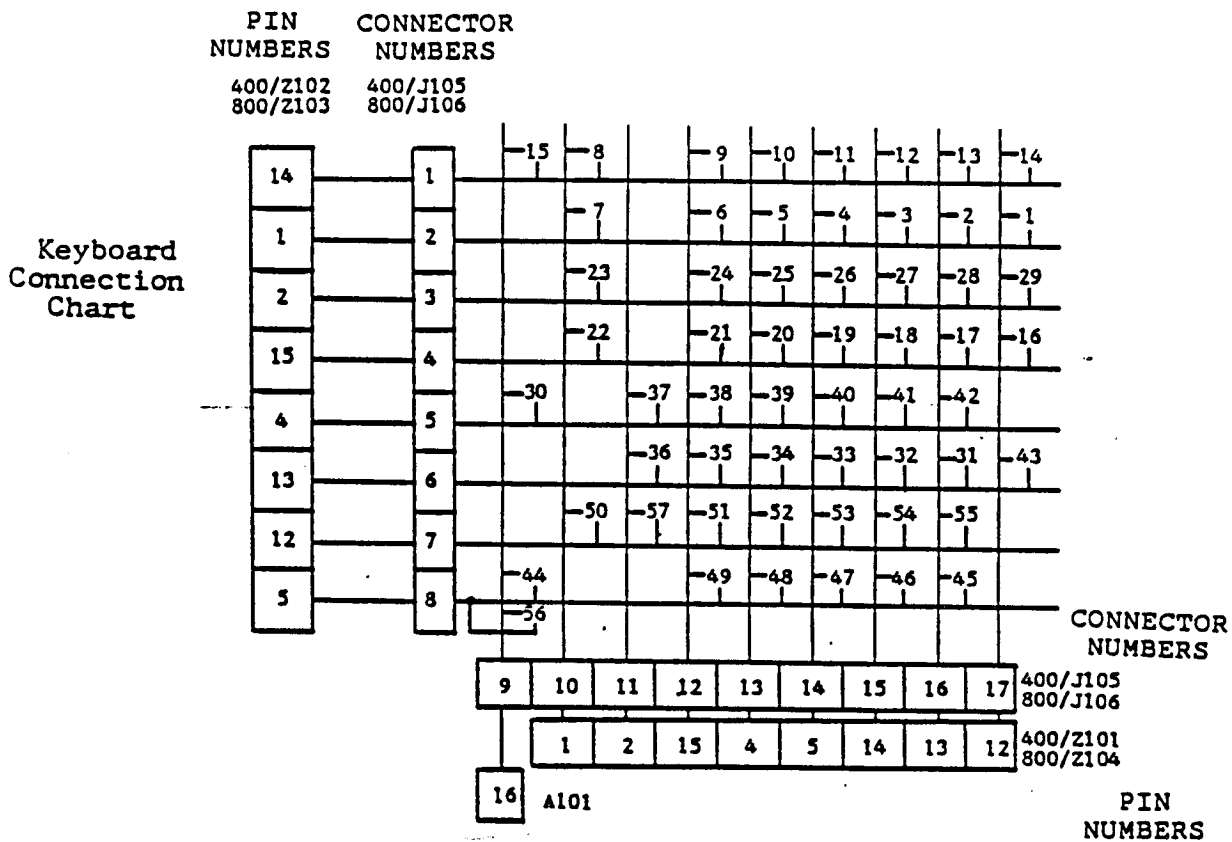 PIN CONNECTOR
NUMBERS NUMBERS
400/Z102 400/J105
800/Z103 800/J106
Keyboard
Connection
Chart
15 8 9 10 11 12 13 14
14 1
7 6 5 4 3 2 1
1 2
23 24 25 26 27 28 29
2 3
22 21 20 19 18 17 16
15 4
30 37 38 39 40 41 42
4 5
36 35 34 33 32 31 43
13 6
50 57 51 52 53 54 55
12 7
44 49 48 47 46 45
5 8
56
CONNECTOR
NUMBERS
9 10 11 12 13 14 15 16 17 400/J105
800/J106
1 2 15 4 5 14 13 12 400/Z101
800/Z104
16 A101
PIN
NUMBERS